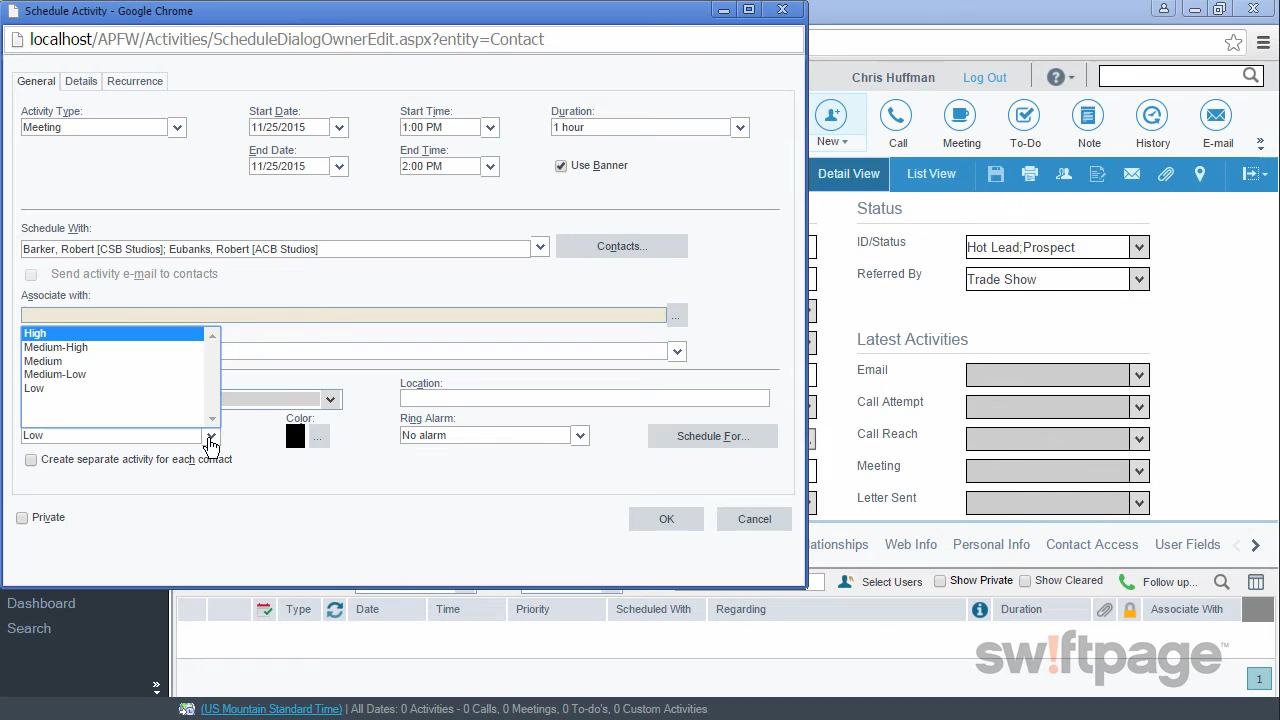 Schedule Activity - Google Chrome
localhost/APFW/Activities/ScheduleDialogOwnerEdit.aspx?entity=Contact
General Details Recurrence
Activity Type: Start Date: Start Time: Duration:
Meeting 11/25/2015 1:00 PM 1 hour
End Date: End Time:
11/25/2015 2:00 PM Use Banner
Schedule With:
Barker, Robert [CSB Studios]; Eubanks, Robert [ACB Studios] Contacts...
Send activity e-mail to contacts
Associate with:
...
High
Medium-High
Medium
Medium-Low
Low
Location:
Color: Ring Alarm:
Low ... No alarm Schedule For...
Create separate activity for each contact
Private OK Cancel
Chris Huffman Log Out ?
New Call Meeting To-Do Note History E-mail
Detail View List View
Status
ID/Status Hot Lead;Prospect
Referred By Trade Show
Latest Activities
Email
Call Attempt
Call Reach
Meeting
Letter Sent
lationships Web Info Personal Info Contact Access User Fields
Select Users Show Private Show Cleared Follow up...
Dashboard
Search
Type Date Time Priority Scheduled With Regarding Duration Associate With
sw!ftpage™
1
(US Mountain Standard Time) | All Dates: 0 Activities - 0 Calls, 0 Meetings, 0 To-do's, 0 Custom Activities